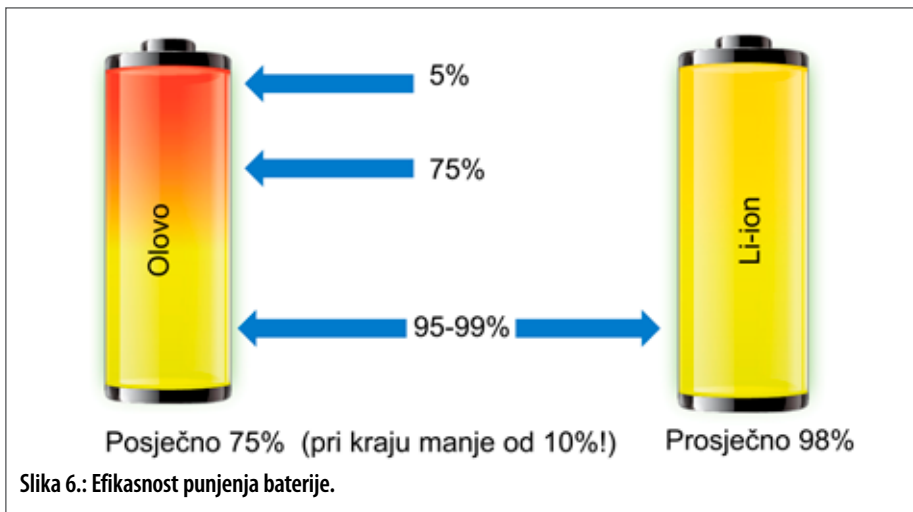 5%
75%
Olovo
Li-ion
95-99%
Posječno 75%  (pri kraju manje od 10%!)
Prosječno 98%
Slika 6.: Efikasnost punjenja baterije.